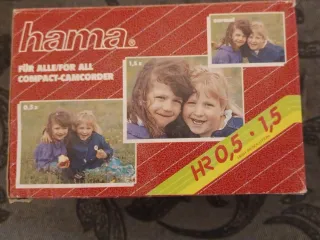 hama®
FÜR ALLE/FOR ALL
COMPACT-CAMCORDER
normal
1,5 x
0,5 x
HR 0,5 • 1,5